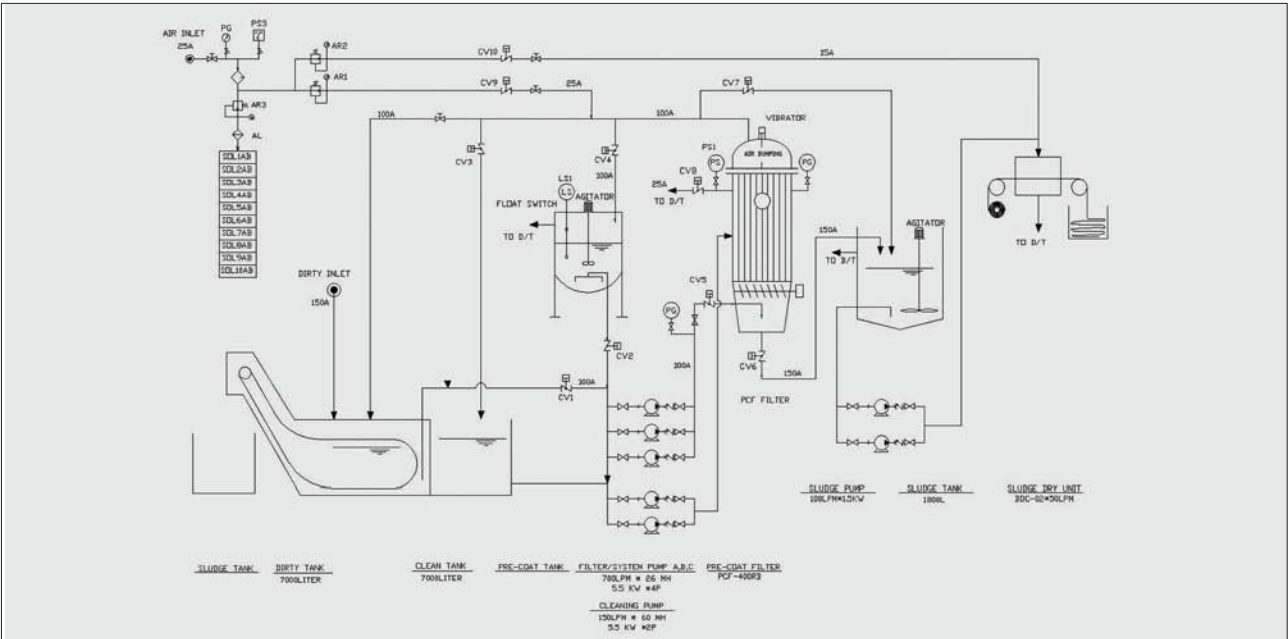 PG
PS3
AIR INLET
25A
AR2
AR1
CV10
25A
CV9
25A
CV7
AR3
AL
100A
100A
VIBRATOR
SOL1AB
SOL2AB
SOL3AB
SOL4AB
SOL5AB
SOL6AB
SOL7AB
SOL8AB
SOL9AB
SOL10AB
CV3
CV4
100A
PS1
PS
AIR BUMPING
PG
CV8
25A
TO D/T
LS1
LS
AGITATOR
FLOAT SWITCH
TO D/T
AGITATOR
150A
TO D/T
TO D/T
DIRTY INLET
150A
CV5
PG
CV2
100A
CV6
150A
100A
CV1
PCF FILTER
SLUDGE PUMP
100LPM*1.5KW
SLUDGE TANK
1800L
SLUDGE DRY UNIT
BDC-02*50LPM
SLUDGE TANK
DIRTY TANK
7000LITER
CLEAN TANK
7000LITER
PRE-COAT TANK
FILTER/SYSTEM PUMP A,B,C
700LPM * 26 MH
5.5 KW *4P
PRE-COAT FILTER
PCF-400RB
CLEANING PUMP
150LPM * 60 MH
5.5 KW *2P